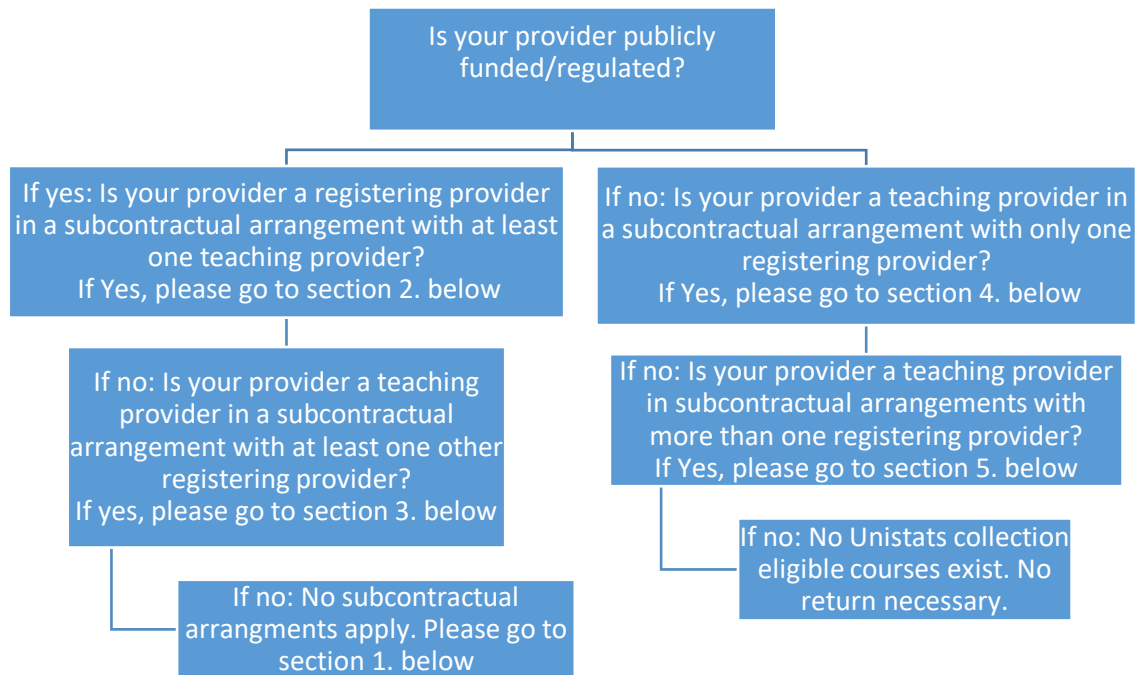 Is your provider publicly
funded/regulated?
If yes: Is your provider a registering provider
in a subcontractual arrangement with at least
one teaching provider?
If Yes, please go to section 2. below
If no: Is your provider a teaching
provider in a subcontractual
arrangement with at least one other
registering provider?
If yes, please go to section 3. below
If no: No subcontractual
arrangments apply. Please go to
section 1. below
If no: Is your provider a teaching provider in
a subcontractual arrangement with only one
registering provider?
If Yes, please go to section 4. below
If no: Is your provider a teaching provider
in subcontractual arrangements with
more than one registering provider?
If Yes, please go to section 5. below
If no: No Unistats collection
eligible courses exist. No
return necessary.